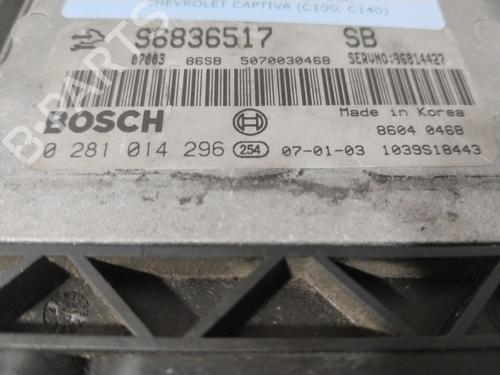 CHEVROLET CAPTIVA (C100, C140)
96836517 SB
07003 86SB 5070030468 SERVNO:96814427
BOSCH
Made in Korea
8604 0468
0 281 014 296 254 07-01-03 1039S18443
B-PARTS